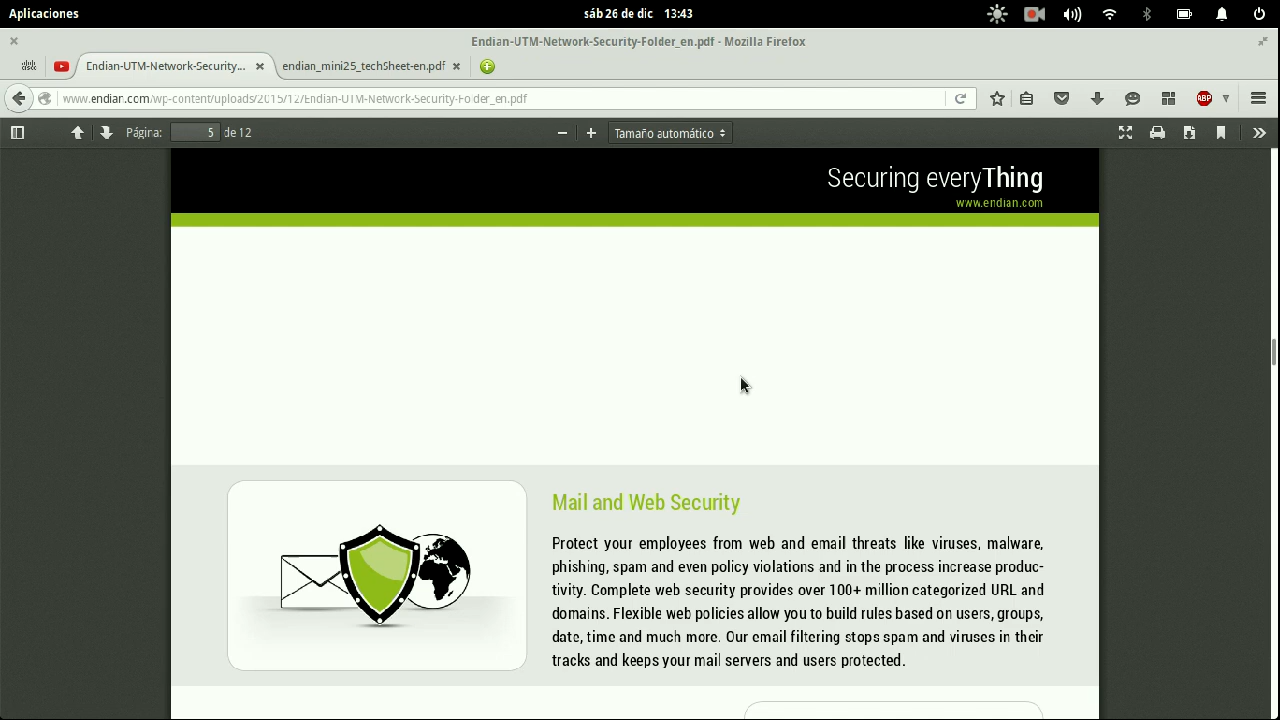 Aplicaciones
sáb 26 de dic 13:43
Endian-UTM-Network-Security-Folder_en.pdf - Mozilla Firefox
Endian-UTM-Network-Security...
endian_mini25_techSheet-en.pdf
www.endian.com/wp-content/uploads/2015/12/Endian-UTM-Network-Security-Folder_en.pdf
ABP
Página: 5 de 12
Tamaño automático
Securing everyThing
www.endian.com
Mail and Web Security
Protect your employees from web and email threats like viruses, malware,
phishing, spam and even policy violations and in the process increase produc-
tivity. Complete web security provides over 100+ million categorized URL and
domains. Flexible web policies allow you to build rules based on users, groups,
date, time and much more. Our email filtering stops spam and viruses in their
tracks and keeps your mail servers and users protected.